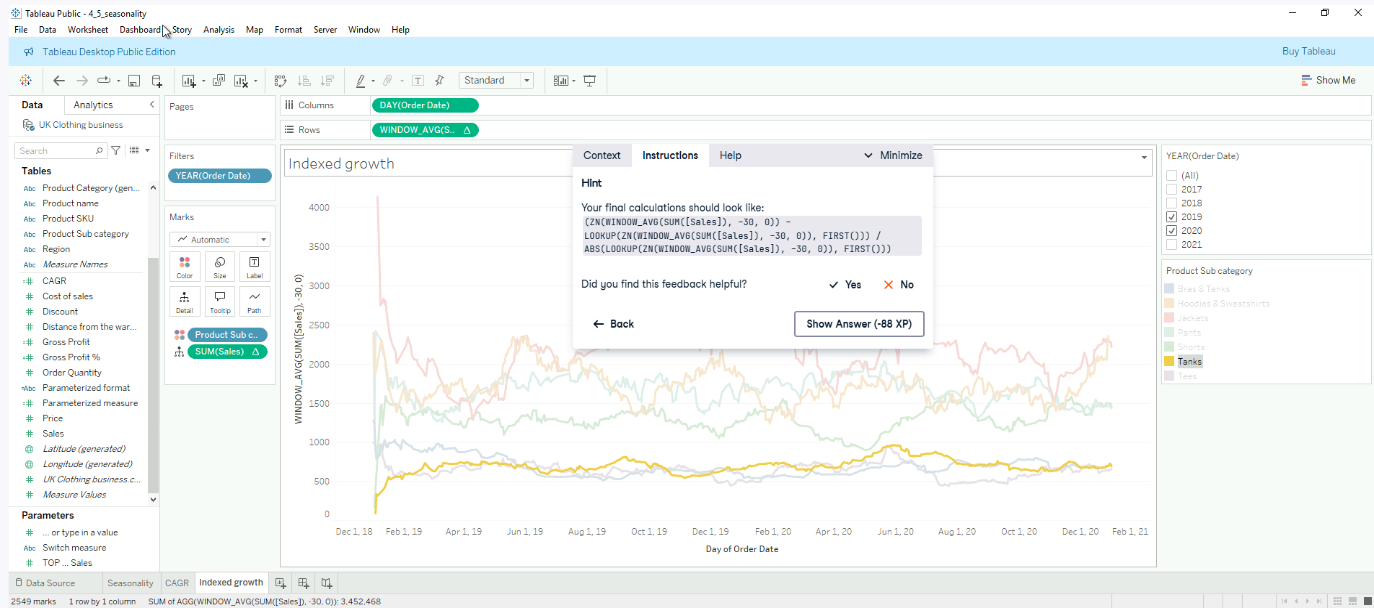 Tableau Public - 4_5_seasonality
File Data Worksheet Dashboard Story Analysis Map Format Server Window Help
Tableau Desktop Public Edition
Buy Tableau
Standard
Show Me
Data Analytics
UK Clothing business
Search
Tables
Abc Product Category (gen...
Abc Product name
Abc Product SKU
Abc Product Sub category
Abc Region
Abc Measure Names
CAGR
Cost of sales
Discount
Distance from the war...
Gross Profit
Gross Profit %
Order Quantity
Abc Parameterized format
Parameterized measure
Price
Sales
Latitude (generated)
Longitude (generated)
UK Clothing business.c...
Measure Values
Parameters
... or type in a value
Abc Switch measure
TOP ... Sales
Pages
Filters
YEAR(Order Date)
Marks
Automatic
Color Size Label
Detail Tooltip Path
Product Sub c..
SUM(Sales) Δ
Columns
DAY(Order Date)
Rows
WINDOW_AVG(S.. Δ
Indexed growth
WINDOW_AVG(SUM([Sales]), -30, 0)
4000
3500
3000
2500
2000
1500
1000
500
0
Dec 1, 18 Feb 1, 19 Apr 1, 19 Jun 1, 19 Aug 1, 19 Oct 1, 19 Dec 1, 19 Feb 1, 20 Apr 1, 20 Jun 1, 20 Aug 1, 20 Oct 1, 20 Dec 1, 20 Feb 1, 21
Day of Order Date
Context Instructions Help Minimize
Hint
Your final calculations should look like:
(ZN(WINDOW_AVG(SUM([Sales]), -30, 0)) -
LOOKUP(ZN(WINDOW_AVG(SUM([Sales]), -30, 0)), FIRST())) /
ABS(LOOKUP(ZN(WINDOW_AVG(SUM([Sales]), -30, 0)), FIRST()))
Did you find this feedback helpful? Yes No
Back
Show Answer (-88 XP)
YEAR(Order Date)
(All)
2017
2018
2019
2020
2021
Product Sub category
Bras & Tanks
Hoodies & Sweatshirts
Jackets
Pants
Shorts
Tanks
Tees
Data Source Seasonality CAGR Indexed growth
2549 marks 1 row by 1 column SUM of AGG(WINDOW_AVG(SUM([Sales]), -30, 0)): 3,452,468